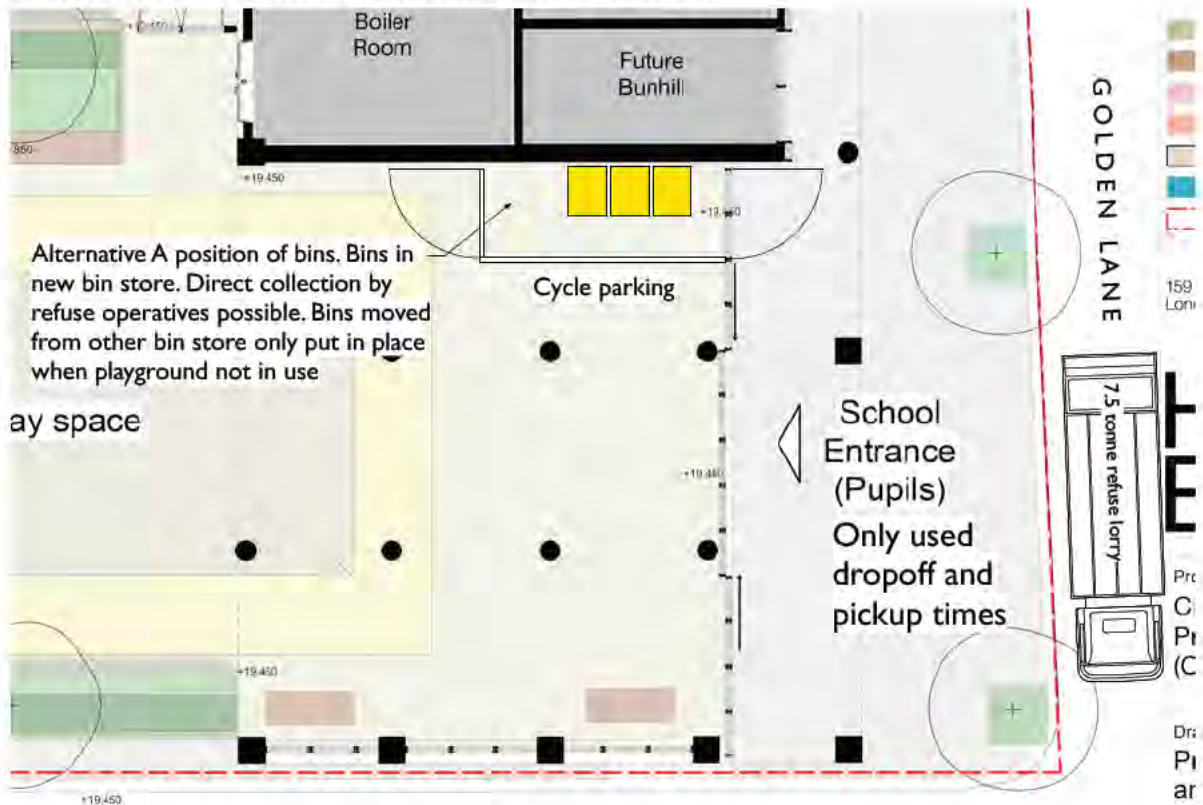 +19.450
Boiler
Room
Future
Bunhill
+19.450
+19.450
Alternative A position of bins. Bins in
new bin store. Direct collection by
refuse operatives possible. Bins moved
from other bin store only put in place
when playground not in use
Cycle parking
ay space
GOLDEN LANE
159
Lon
7.5 tonne refuse lorry
School
Entrance
(Pupils)
Only used
dropoff and
pickup times
+19.450
+19.450